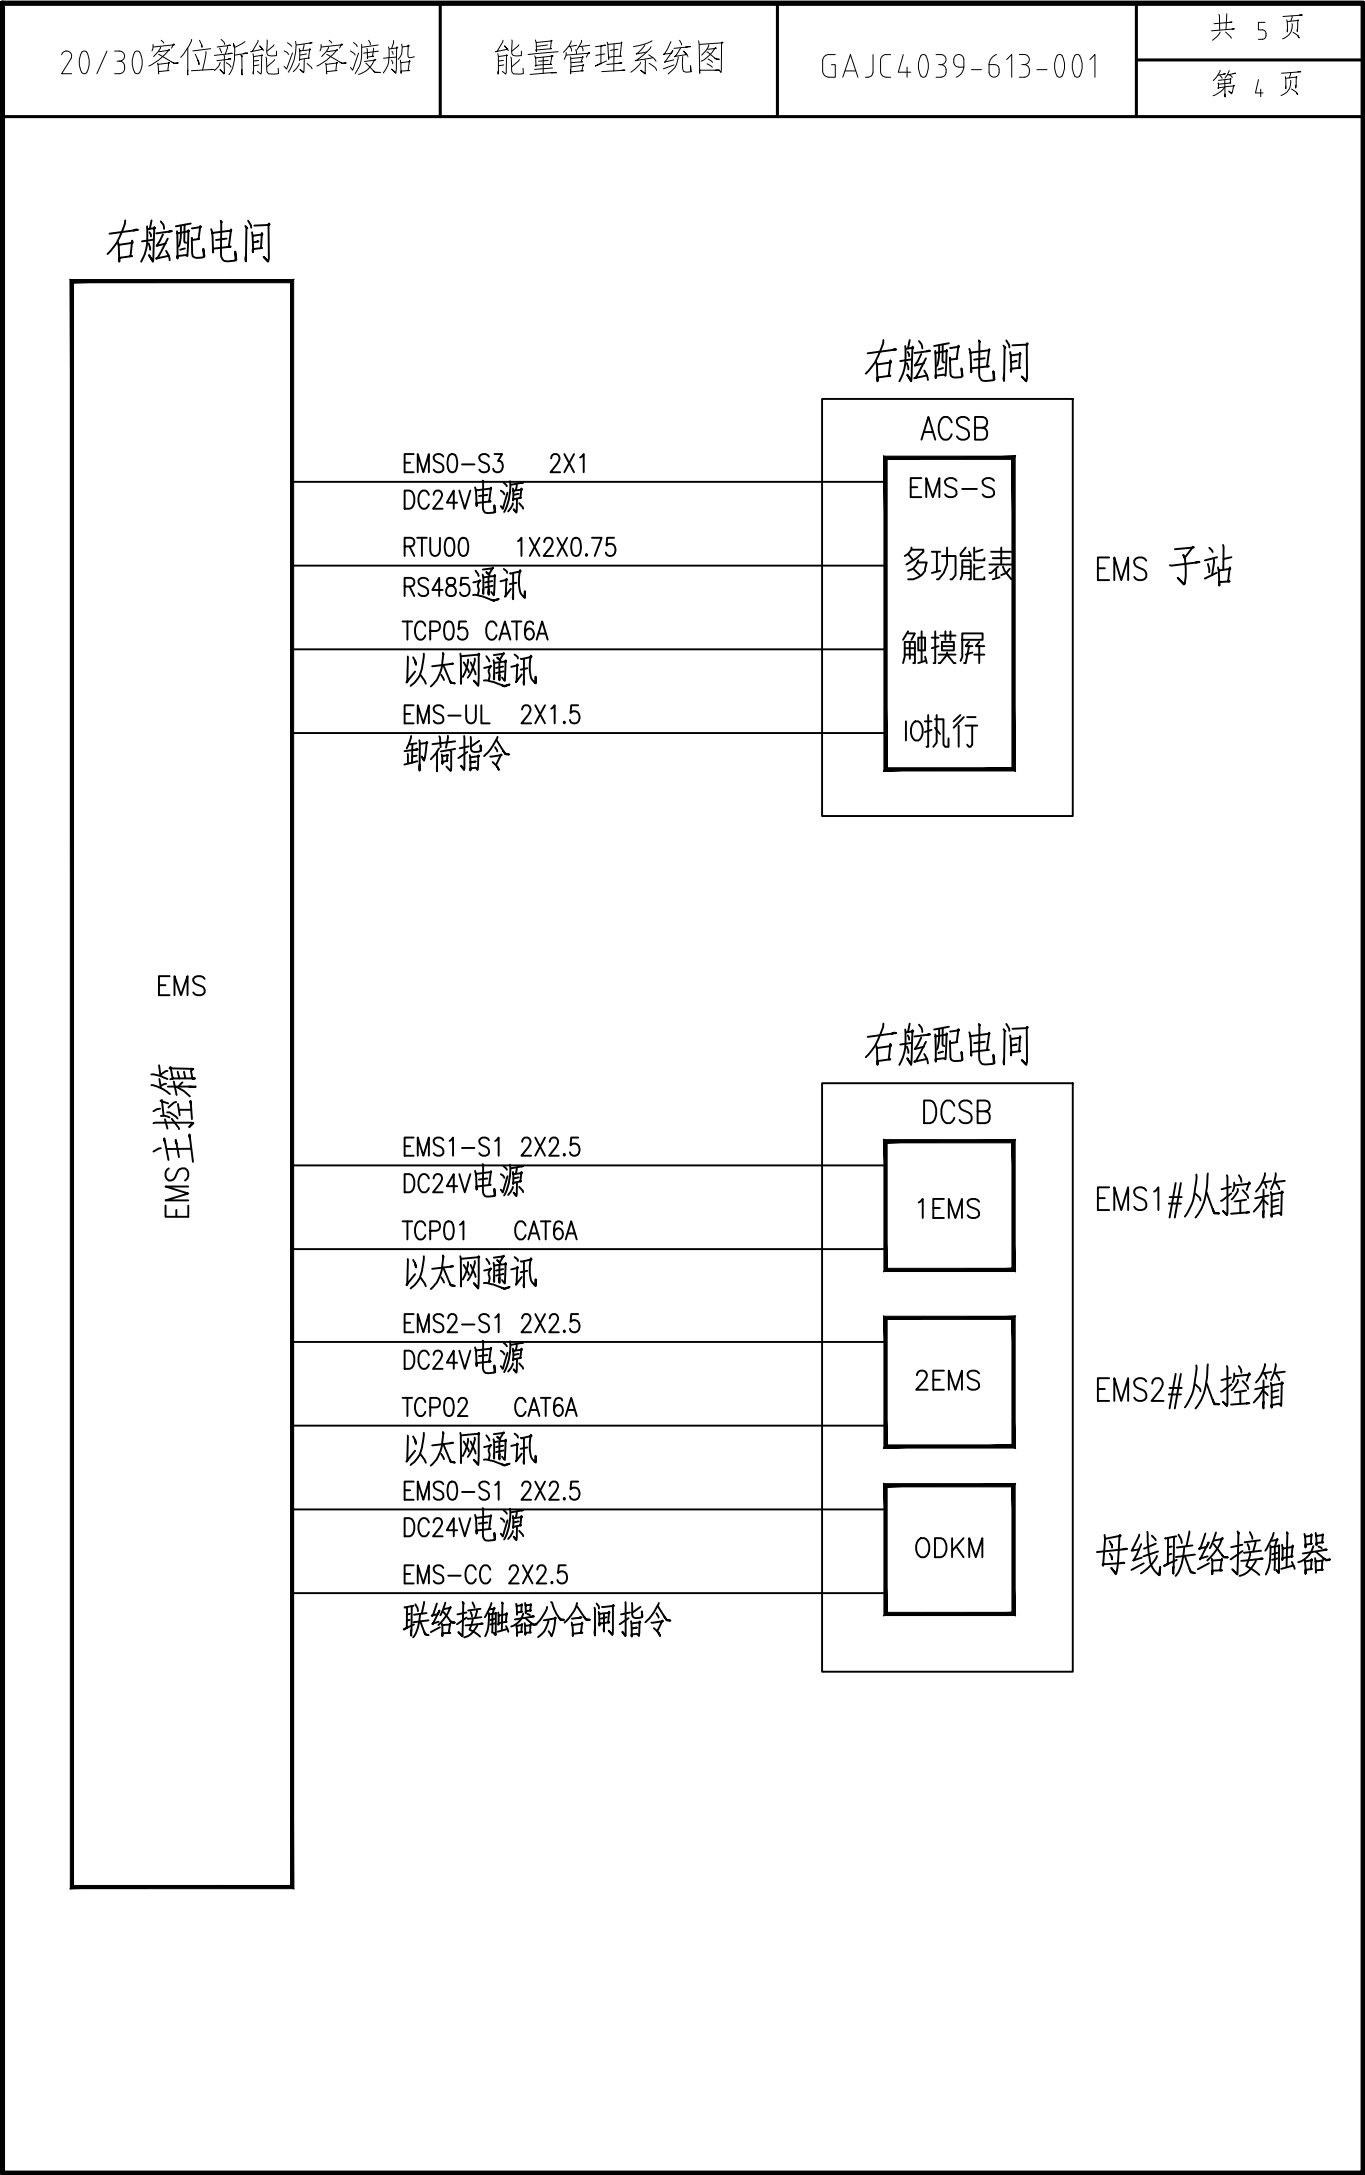 20/30客位新能源客渡船
能量管理系统图
GAJC4039-613-001
共 5 页
第 4 页
右舷配电间
右舷配电间
ACSB
EMS0-S3 2X1
EMS-S
DC24V电源
RTU00 1X2X0.75
多功能表
EMS 子站
RS485通讯
TCP05 CAT6A
触摸屏
以太网通讯
EMS-UL 2X1.5
IO执行
卸荷指令
EMS
EMS主控箱
右舷配电间
DCSB
EMS1-S1 2X2.5
DC24V电源
1EMS
EMS1#从控箱
TCP01 CAT6A
以太网通讯
EMS2-S1 2X2.5
DC24V电源
2EMS
EMS2#从控箱
TCP02 CAT6A
以太网通讯
EMS0-S1 2X2.5
DC24V电源
0DKM
母线联络接触器
EMS-CC 2X2.5
联络接触器分合闸指令